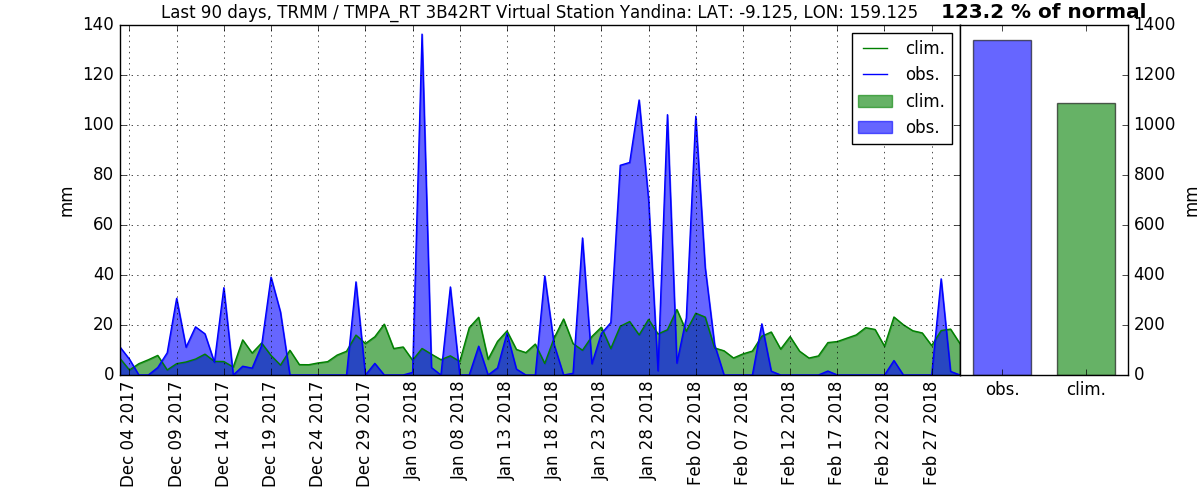 Last 90 days, TRMM / TMPA_RT 3B42RT Virtual Station Yandina: LAT: -9.125, LON: 159.125
123.2 % of normal
140
120
100
80
60
40
20
0
mm
clim.
obs.
clim.
obs.
1400
1200
1000
800
600
400
200
0
mm
obs.
clim.
Dec 04 2017
Dec 09 2017
Dec 14 2017
Dec 19 2017
Dec 24 2017
Dec 29 2017
Jan 03 2018
Jan 08 2018
Jan 13 2018
Jan 18 2018
Jan 23 2018
Jan 28 2018
Feb 02 2018
Feb 07 2018
Feb 12 2018
Feb 17 2018
Feb 22 2018
Feb 27 2018